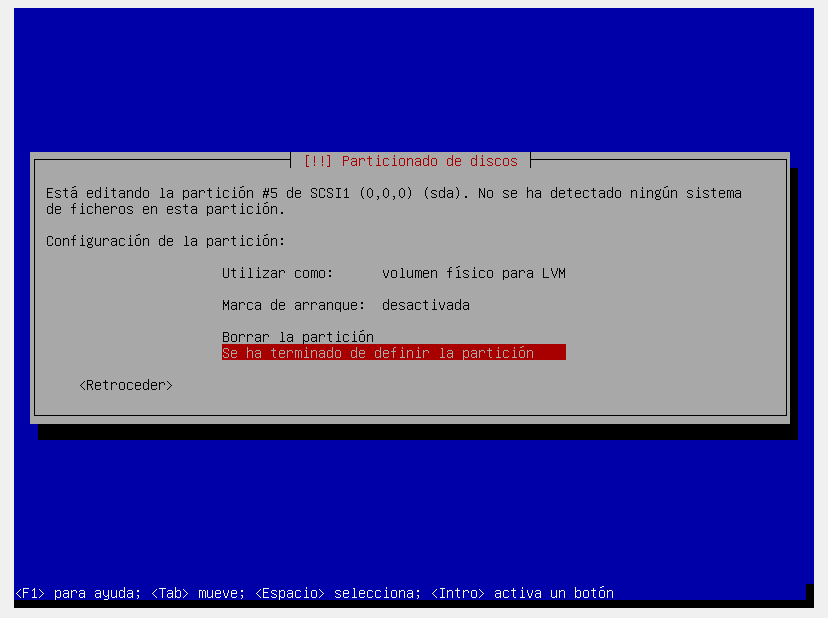 [!!] Particionado de discos
Está editando la partición #5 de SCSI1 (0,0,0) (sda). No se ha detectado ningún sistema
de ficheros en esta partición.
Configuración de la partición:
Utilizar como: volumen físico para LVM
Marca de arranque: desactivada
Borrar la partición
Se ha terminado de definir la partición
<Retroceder>
<F1> para ayuda; <Tab> mueve; <Espacio> selecciona; <Intro> activa un botón